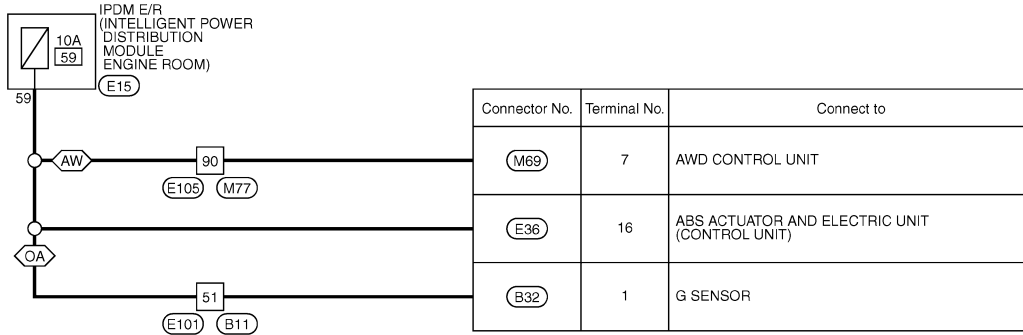 IPDM E/R
(INTELLIGENT POWER
DISTRIBUTION
MODULE
ENGINE ROOM)
10A
59
E15
59
Connector No. Terminal No. Connect to
AW 90 M69 7 AWD CONTROL UNIT
E105 M77
E36 16 ABS ACTUATOR AND ELECTRIC UNIT
(CONTROL UNIT)
OA
51 B32 1 G SENSOR
E101 B11